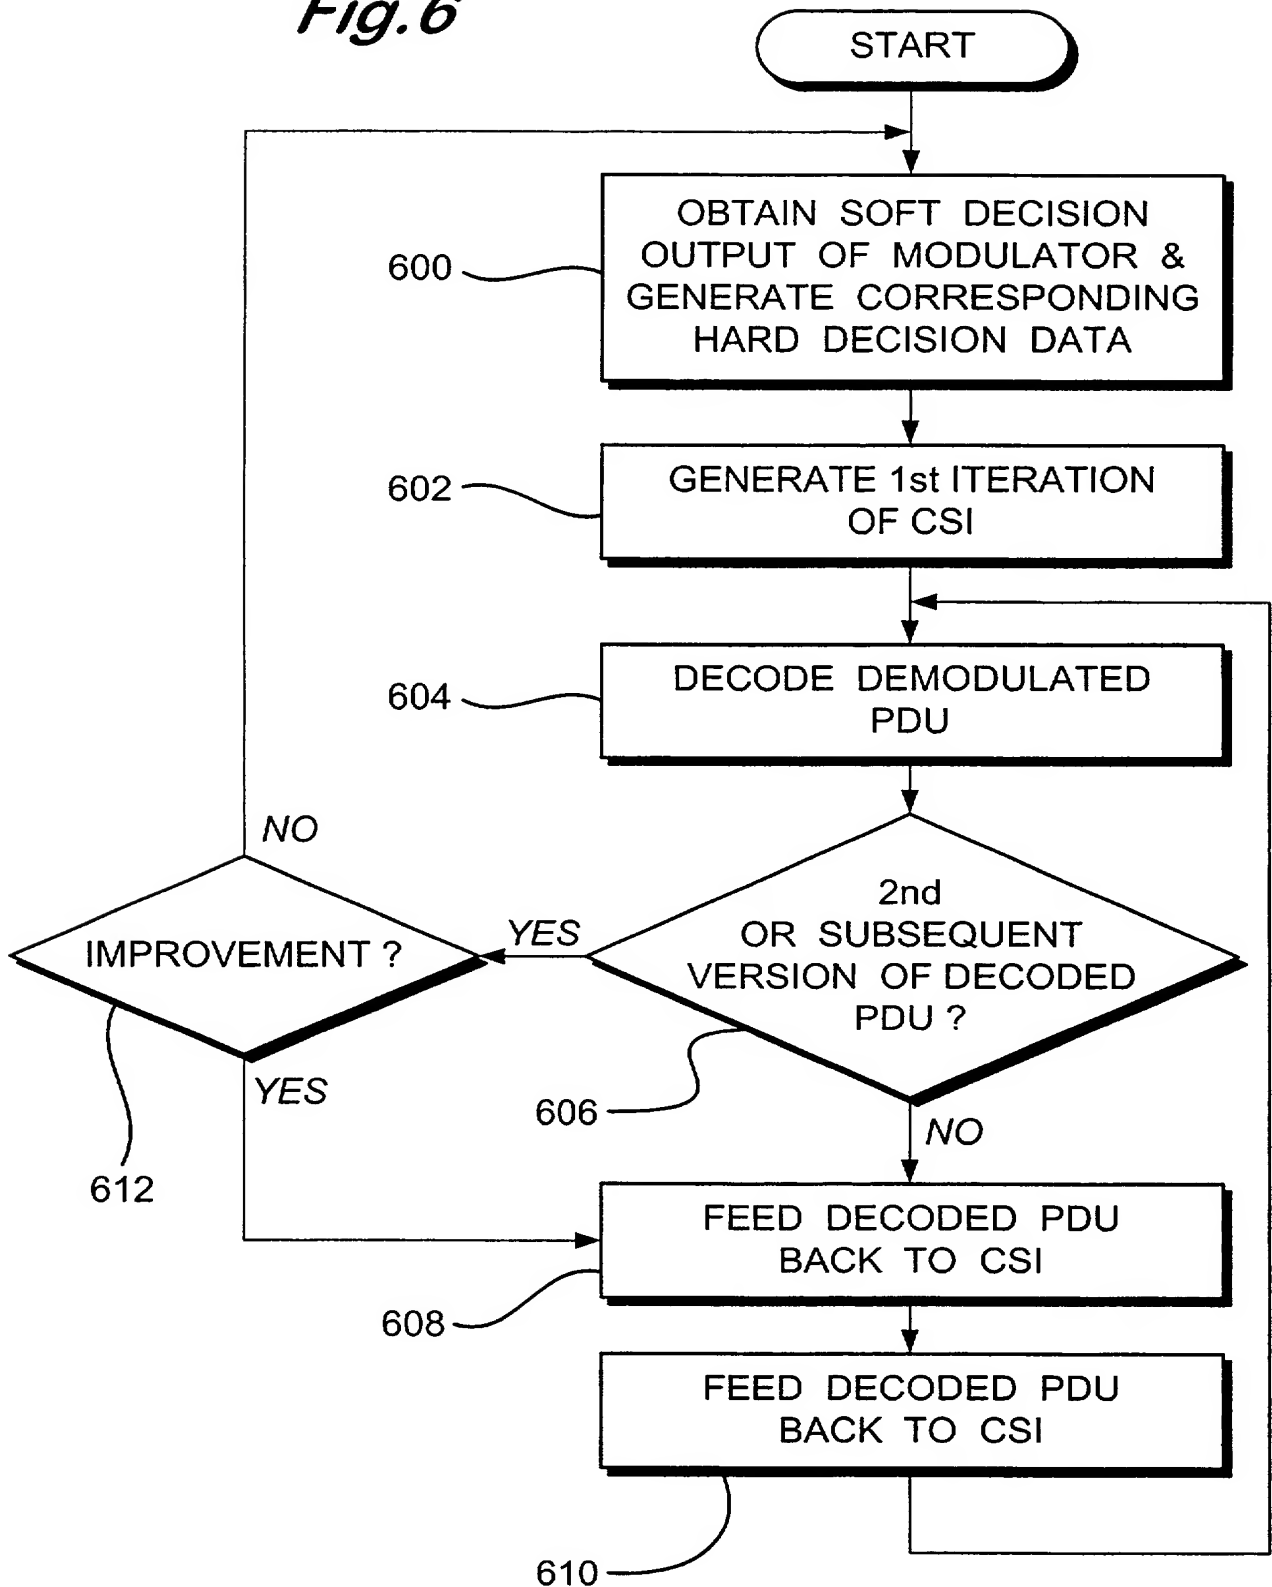 Fig.6
START
OBTAIN SOFT DECISION
OUTPUT OF MODULATOR &
GENERATE CORRESPONDING
HARD DECISION DATA
600
GENERATE 1st ITERATION
OF CSI
602
DECODE DEMODULATED
PDU
604
NO
2nd
OR SUBSEQUENT
VERSION OF DECODED
PDU ?
YES
IMPROVEMENT ?
YES
606
NO
612
FEED DECODED PDU
BACK TO CSI
608
FEED DECODED PDU
BACK TO CSI
610